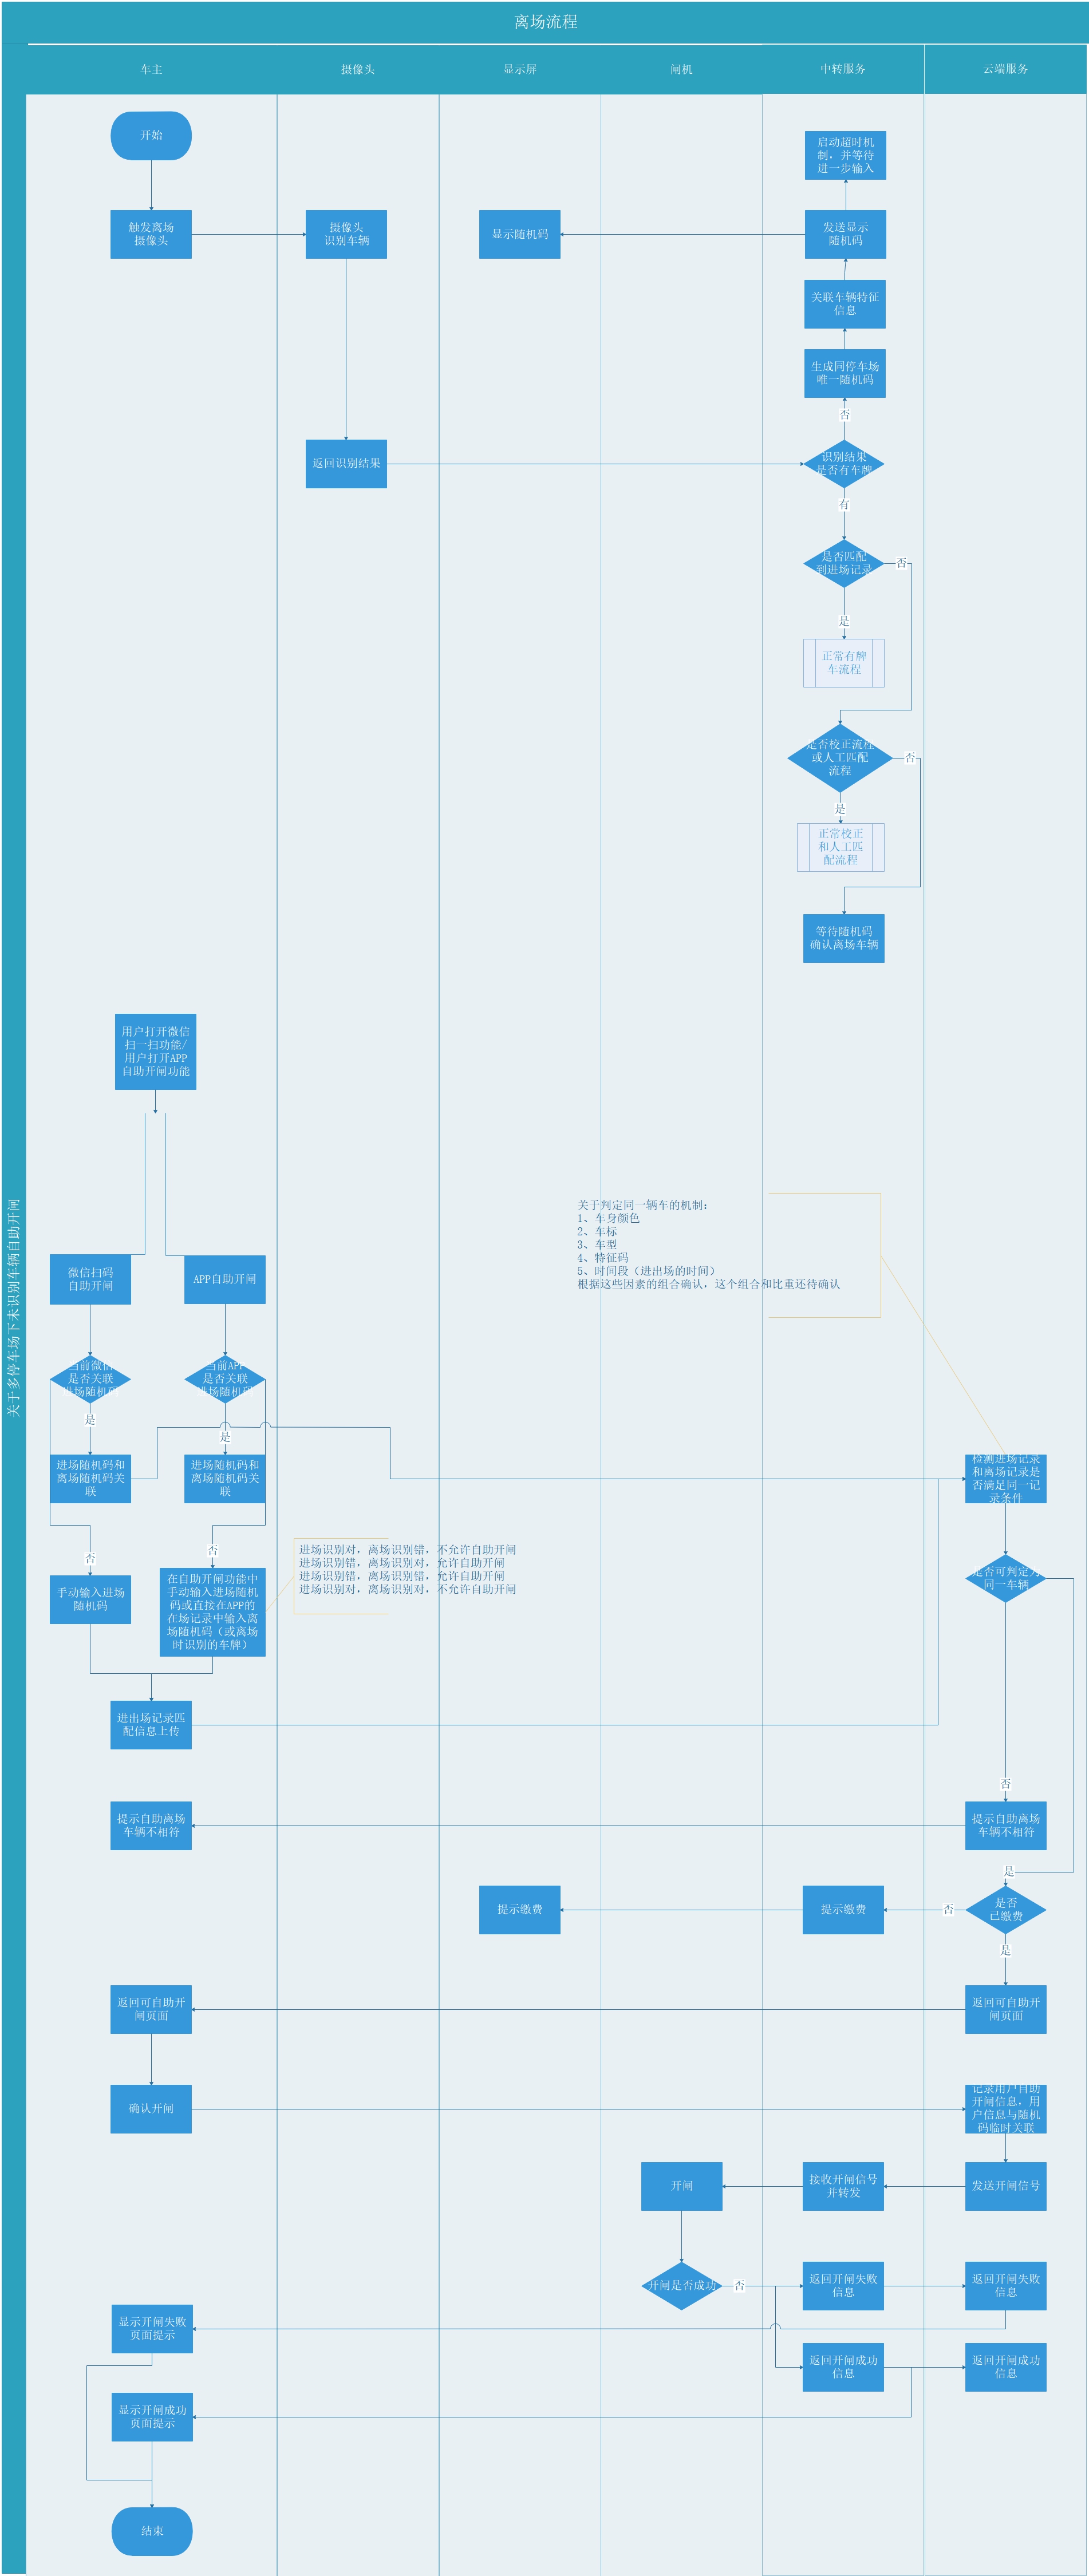 离场流程
车主
摄像头
显示屏
闸机
中转服务
云端服务
关于多停车场下未识别车辆自助开闸
开始
启动超时机
制，并等待
进一步输入
触发离场
摄像头
摄像头
识别车辆
显示随机码
发送显示
随机码
关联车辆特征
信息
生成同停车场
唯一随机码
否
返回识别结果
识别结果
是否有车牌
有
是否匹配
到进场记录
否
是
正常有牌
车流程
是否校正流程
或人工匹配
流程
否
是
正常校正
和人工匹
配流程
等待随机码
确认离场车辆
用户打开微信
扫一扫功能/
用户打开APP
自助开闸功能
关于判定同一辆车的机制：
1、车身颜色
2、车标
3、车型
4、特征码
5、时间段（进出场的时间）
根据这些因素的组合确认，这个组合和比重还待确认
微信扫码
自助开闸
APP自助开闸
当前微信
是否关联
进场随机码
当前APP
是否关联
进场随机码
是
是
进场随机码和
离场随机码关
联
进场随机码和
离场随机码关
联
检测进场记录
和离场记录是
否满足同一记
录条件
进场识别对，离场识别错，不允许自助开闸
进场识别错，离场识别对，允许自助开闸
进场识别错，离场识别错，允许自助开闸
进场识别对，离场识别对，不允许自助开闸
否
否
手动输入进场
随机码
在自助开闸功能中
手动输入进场随机
码或直接在APP的
在场记录中输入离
场随机码（或离场
时识别的车牌）
是否可判定为
同一车辆
进出场记录匹
配信息上传
否
提示自助离场
车辆不相符
提示自助离场
车辆不相符
是
提示缴费
提示缴费
否
是否
已缴费
是
返回可自助开
闸页面
返回可自助开
闸页面
确认开闸
记录用户自助
开闸信息，用
户信息与随机
码临时关联
开闸
接收开闸信号
并转发
发送开闸信号
开闸是否成功
否
返回开闸失败
信息
返回开闸失败
信息
显示开闸失败
页面提示
返回开闸成功
信息
返回开闸成功
信息
显示开闸成功
页面提示
结束